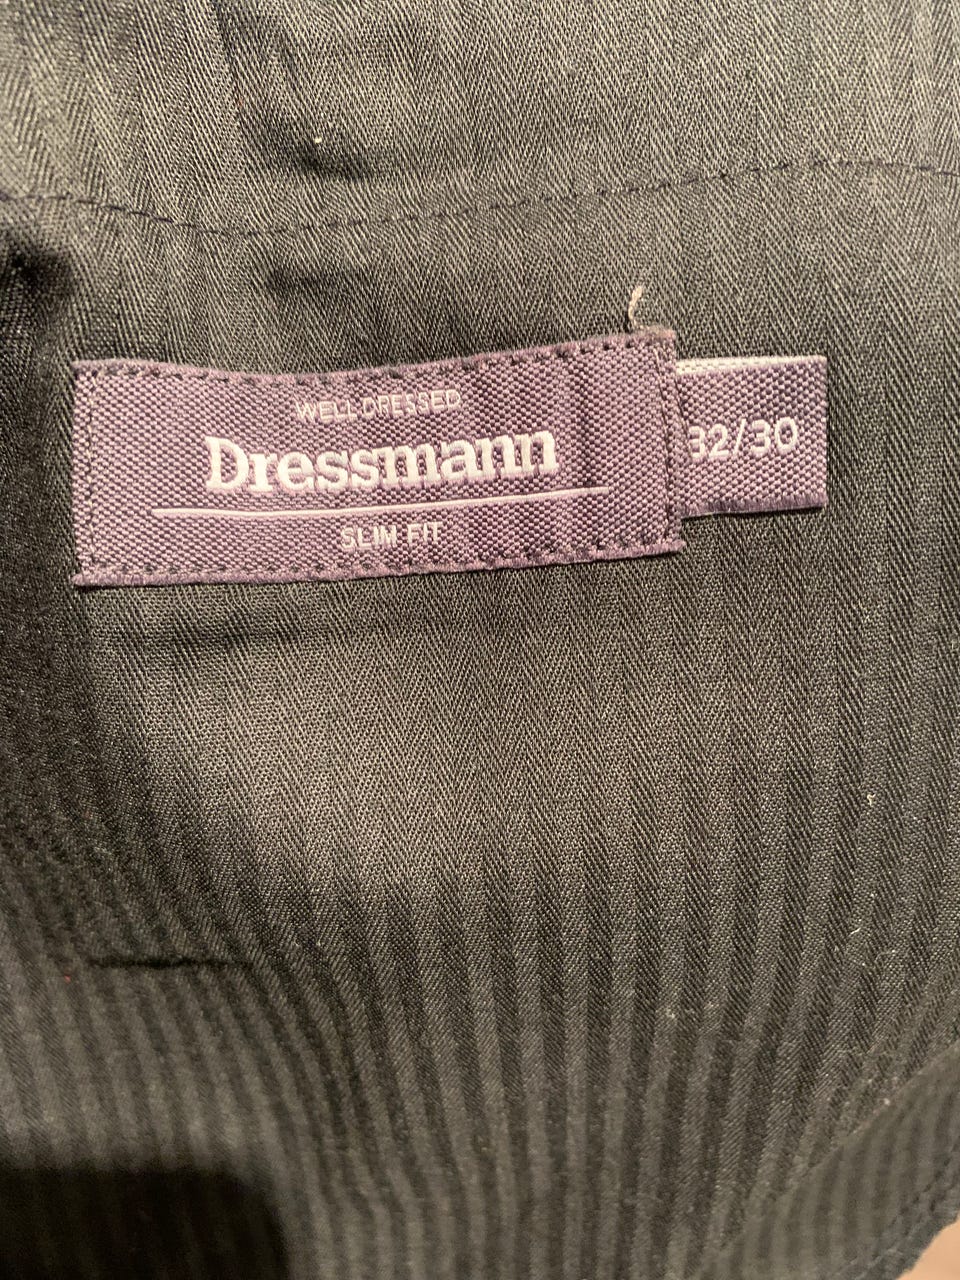 WELL-DRESSED
Dressmann
SLIM FIT
32/30